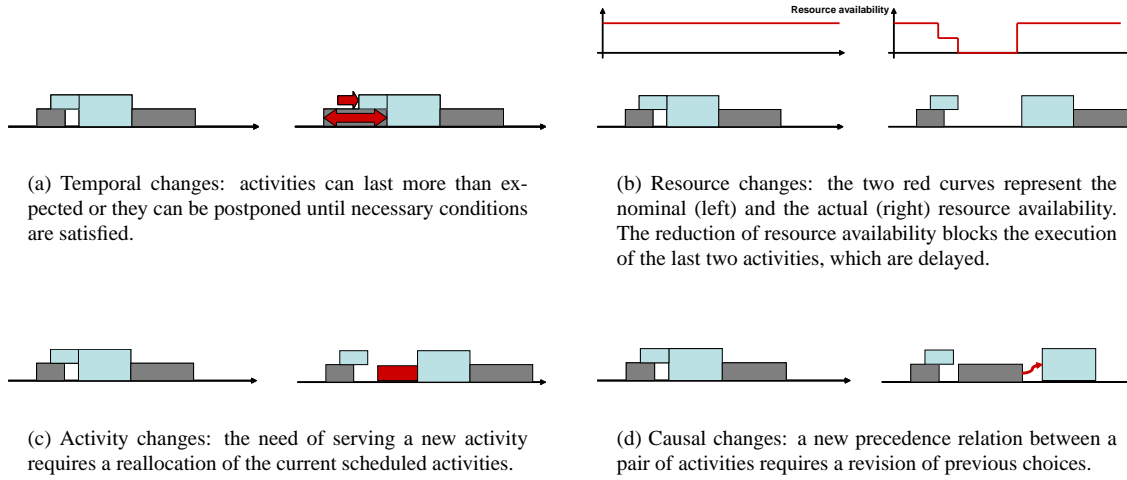 Resource availability
(a) Temporal changes: activities can last more than ex-
pected or they can be postponed until necessary conditions
are satisfied.
(b) Resource changes: the two red curves represent the
nominal (left) and the actual (right) resource availability.
The reduction of resource availability blocks the execution
of the last two activities, which are delayed.
(c) Activity changes: the need of serving a new activity
requires a reallocation of the current scheduled activities.
(d) Causal changes: a new precedence relation between a
pair of activities requires a revision of previous choices.